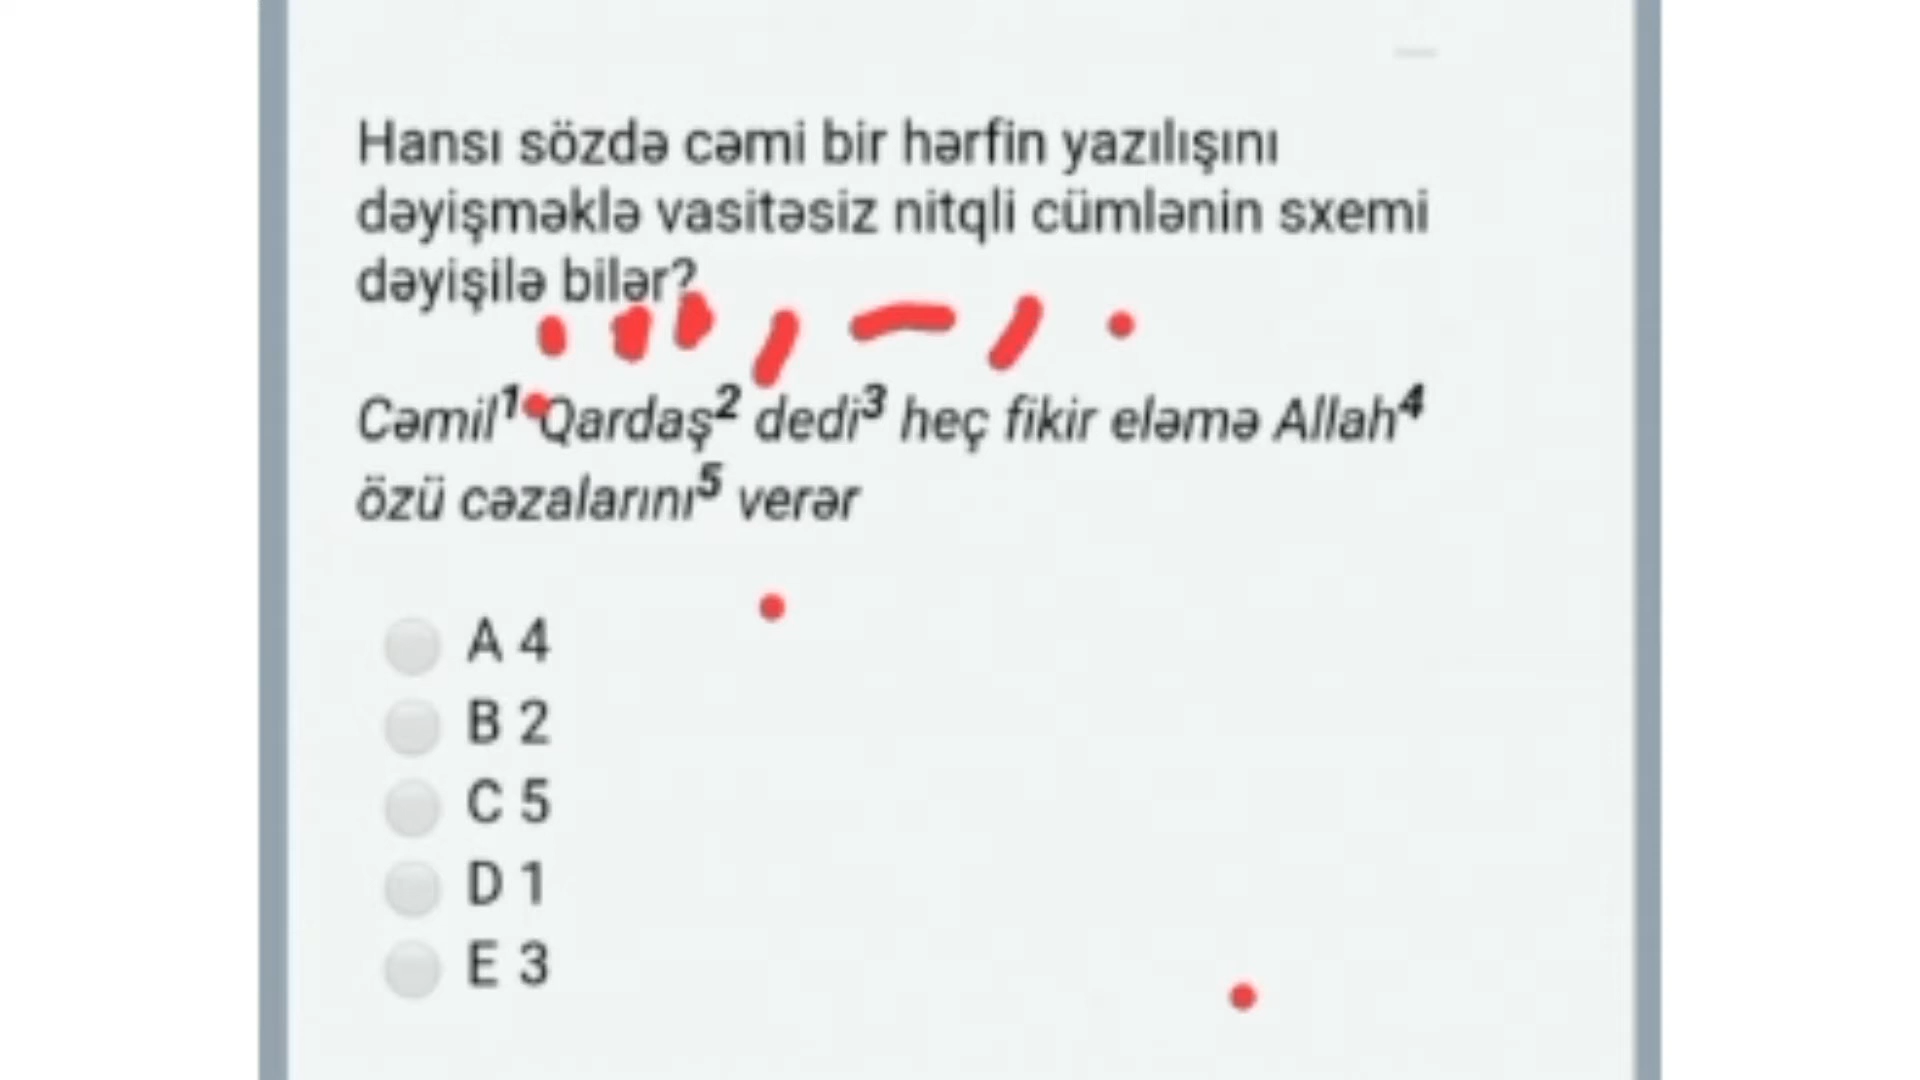 Hansı sözdə cəmi bir hərfin yazılışını
dəyişməklə vasitəsiz nitqli cümlənin sxemi
dəyişilə bilər?
Cəmil¹ Qardaş² dedi³ heç fikir eləmə Allah⁴
özü cəzalarını⁵ verər
A 4
B 2
C 5
D 1
E 3